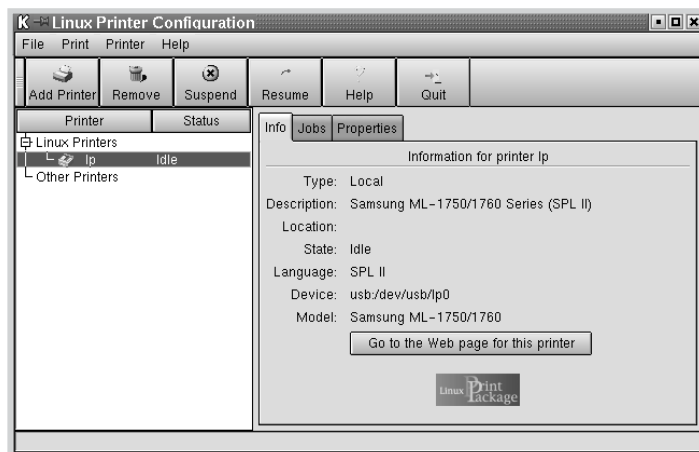 Linux Printer Configuration
File Print Printer Help
Add Printer Remove Suspend Resume Help Quit
Printer Status
Linux Printers
lp Idle
Other Printers
Info Jobs Properties
Information for printer lp
Type: Local
Description: Samsung ML-1750/1760 Series (SPL II)
Location:
State: Idle
Language: SPL II
Device: usb:/dev/usb/lp0
Model: Samsung ML-1750/1760
Go to the Web page for this printer
Linux Print Package